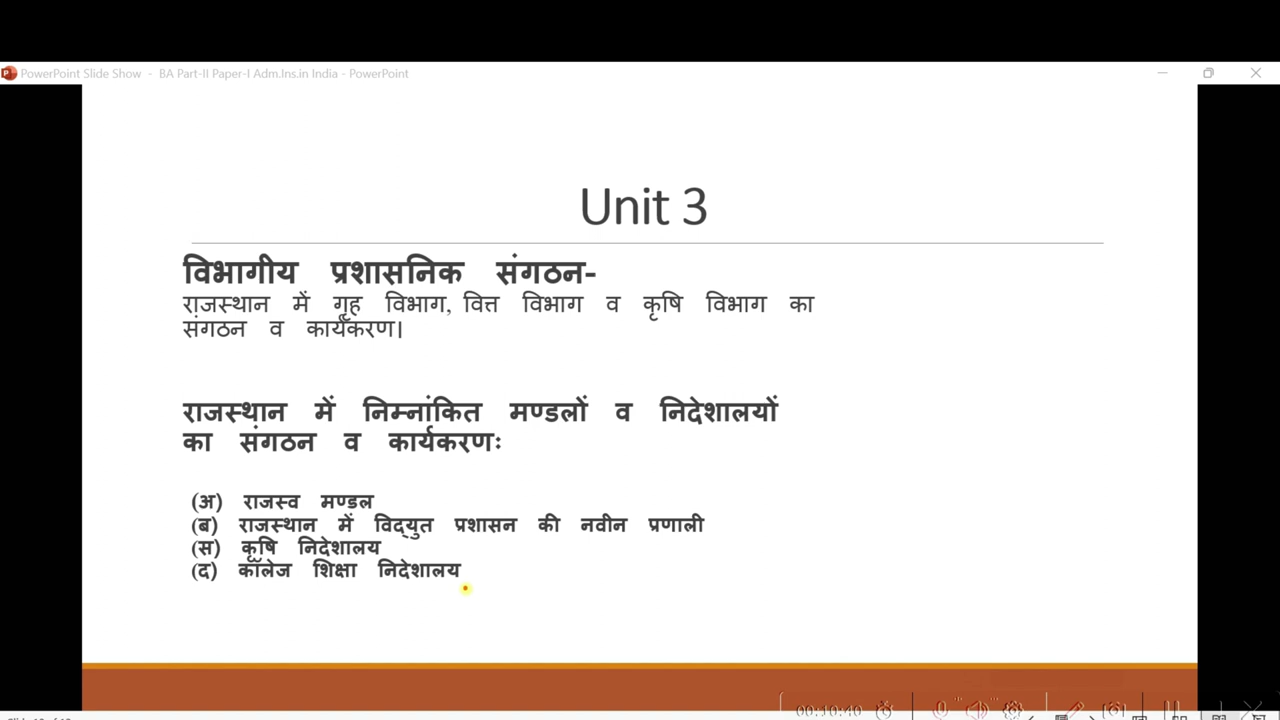 PowerPoint Slide Show - BA Part-II Paper-I Adm.Ins.in India - PowerPoint
Unit 3
विभागीय प्रशासनिक संगठन-
राजस्थान में गृह विभाग, वित्त विभाग व कृषि विभाग का
संगठन व कार्यकरण।
राजस्थान में निम्नांकित मण्डलों व निदेशालयों
का संगठन व कार्यकरणः
(अ) राजस्व मण्डल
(ब) राजस्थान में विद्युत प्रशासन की नवीन प्रणाली
(स) कृषि निदेशालय
(द) कॉलेज शिक्षा निदेशालय
00:10:40